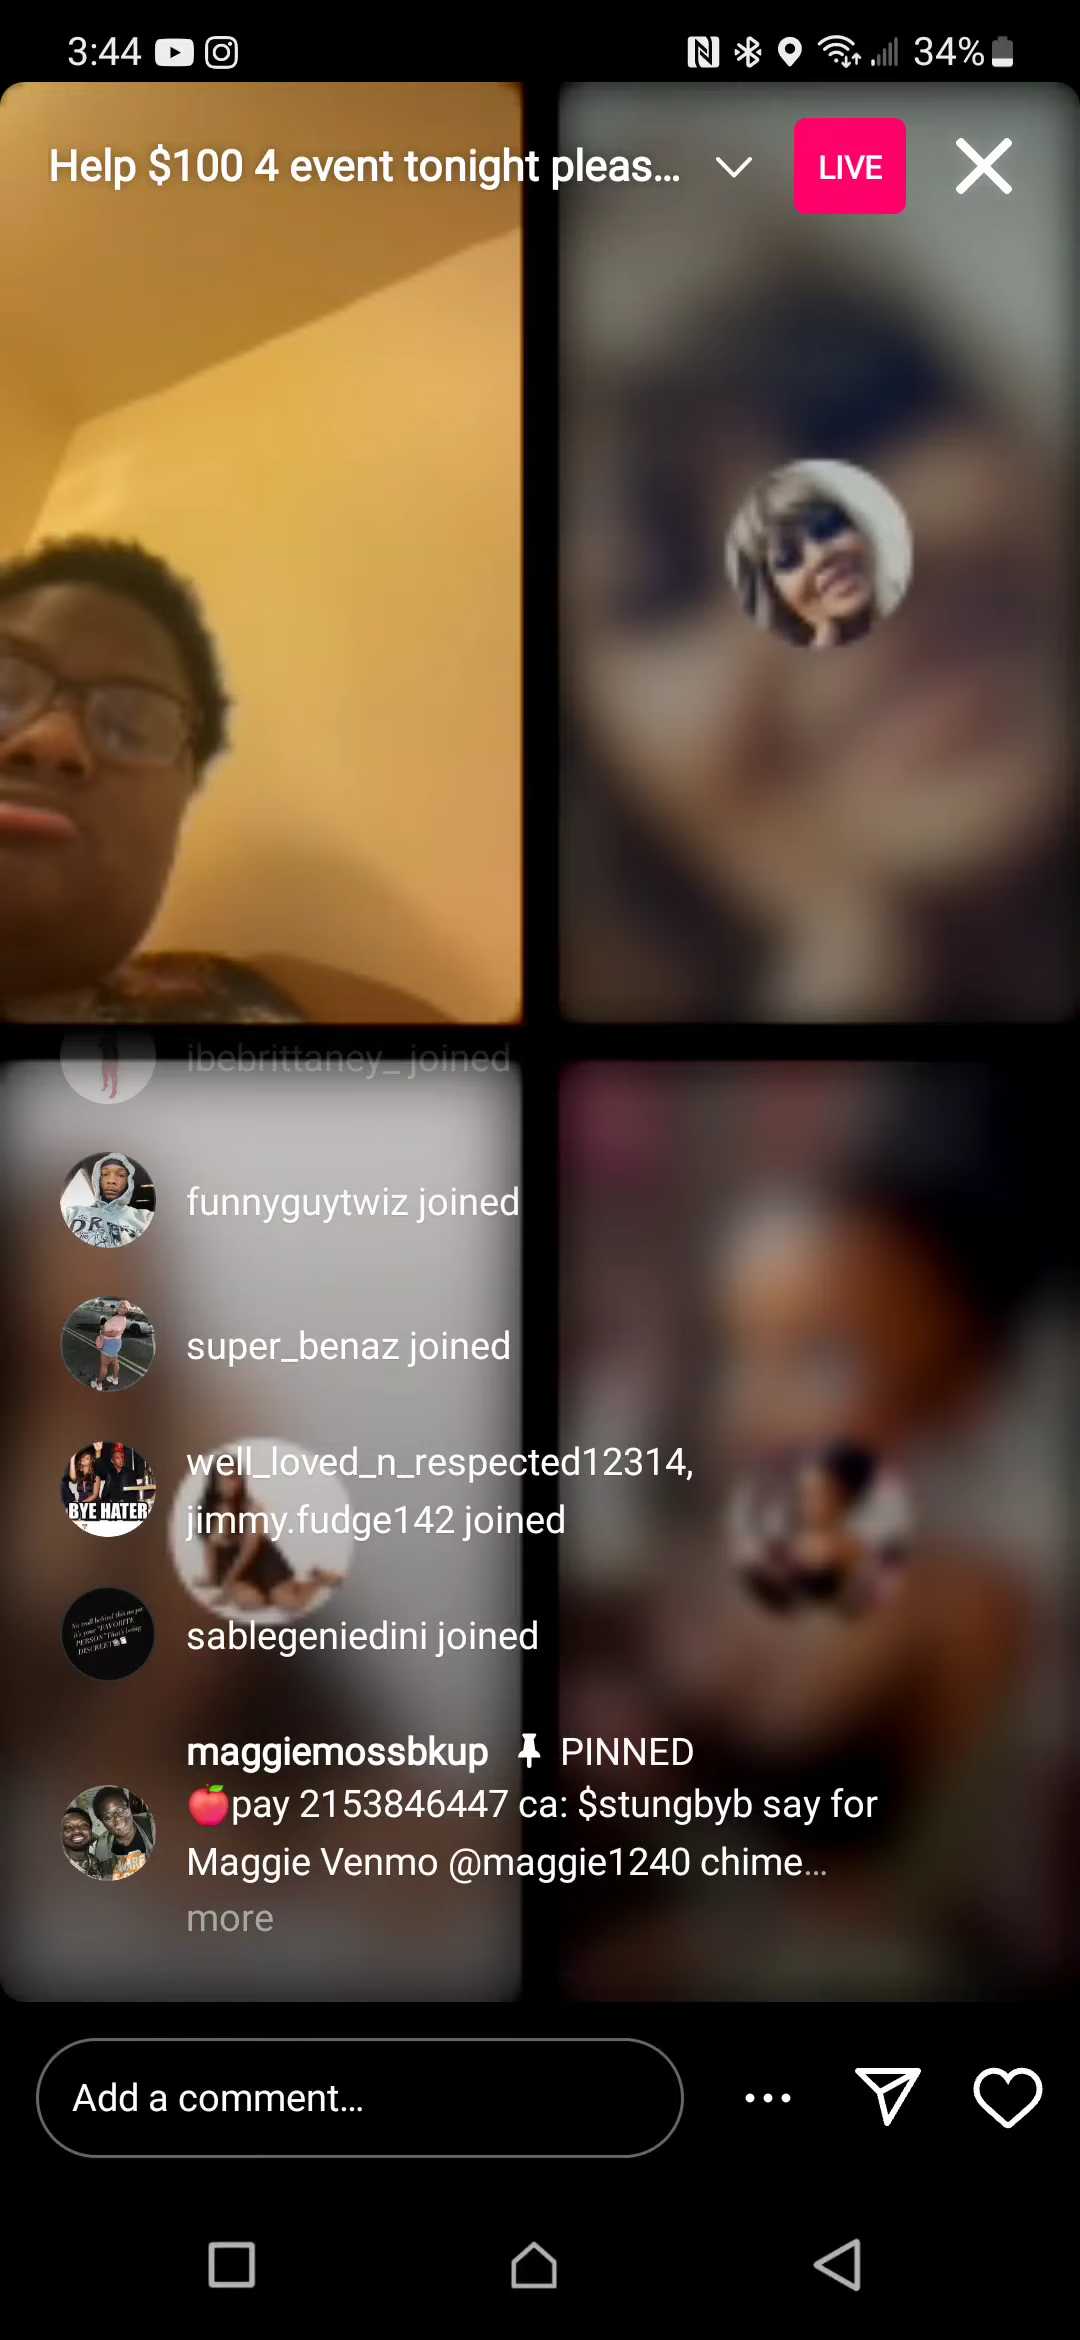 3:44
34%
Help $100 4 event tonight pleas...
LIVE
ibebrittaney_ joined
funnyguytwiz joined
super_benaz joined
well_loved_n_respected12314,
jimmy.fudge142 joined
BYE HATER
sablegeniedini joined
maggiemossbkup PINNED
🍎pay 2153846447 ca: $stungbyb say for
Maggie Venmo @maggie1240 chime...
more
Add a comment...